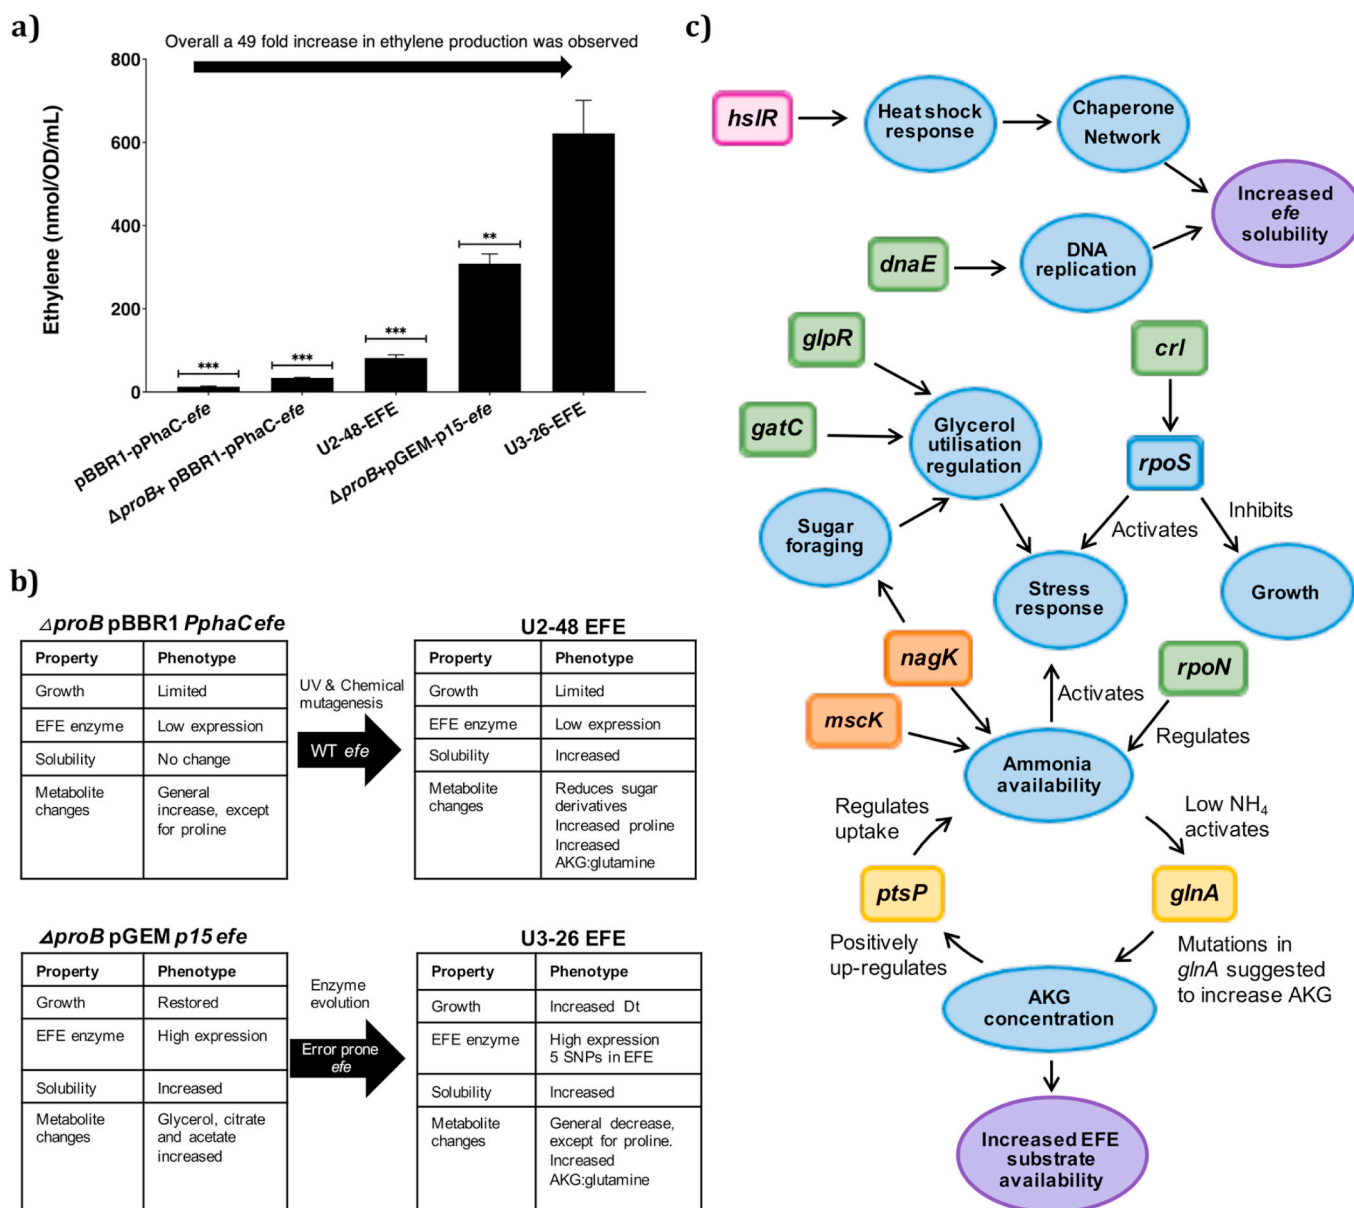 a)
Overall a 49 fold increase in ethylene production was observed
Ethylene (nmol/OD/mL)
800
600
400
200
0
***
***
***
**
pBBR1-pPhaC-efe
ΔproB+ pBBR1-pPhaC-efe
U2-48-EFE
ΔproB+pGEM-p15-efe
U3-26-EFE
b)
ΔproB pBBR1 PphaC efe
Property Phenotype
Growth Limited
EFE enzyme Low expression
Solubility No change
Metabolite changes General
increase, except
for proline
UV & Chemical
mutagenesis
WT efe
U2-48 EFE
Property Phenotype
Growth Limited
EFE enzyme Low expression
Solubility Increased
Metabolite changes Reduces sugar
derivatives
Increased proline
Increased
AKG:glutamine
ΔproB pGEM p15 efe
Property Phenotype
Growth Restored
EFE enzyme High expression
Solubility Increased
Metabolite changes Glycerol, citrate
and acetate
increased
Enzyme
evolution
Error prone
efe
U3-26 EFE
Property Phenotype
Growth Increased Dt
EFE enzyme High expression
5 SNPs in EFE
Solubility Increased
Metabolite changes General decrease,
except for proline.
Increased
AKG:glutamine
c)
hslR
Heat shock
response
Chaperone
Network
Increased
efe
solubility
dnaE
DNA
replication
glpR
crl
gatC
Glycerol
utilisation
regulation
rpoS
Sugar
foraging
Activates
Inhibits
Stress
response
Growth
nagK
rpoN
mscK
Activates
Regulates
Ammonia
availability
Regulates
uptake
Low NH4
activates
ptsP
glnA
Positively
up-regulates
Mutations in
glnA suggested
to increase AKG
AKG
concentration
Increased EFE
substrate
availability